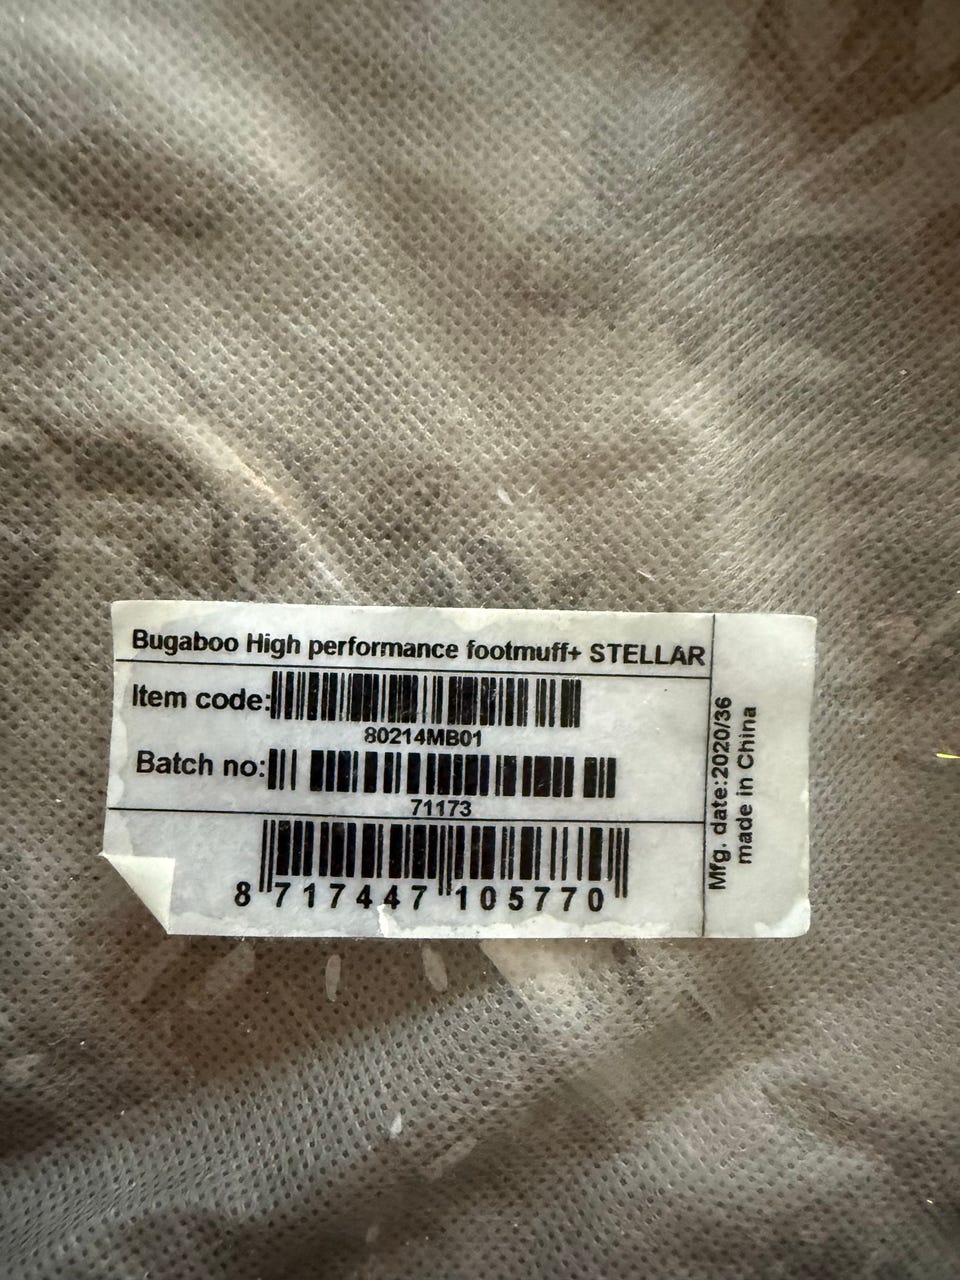 Bugaboo High performance footmuff+ STELLAR
Item code:
80214MB01
Batch no:
71173
8 717447 105770
Mfg. date:2020/36
made in China